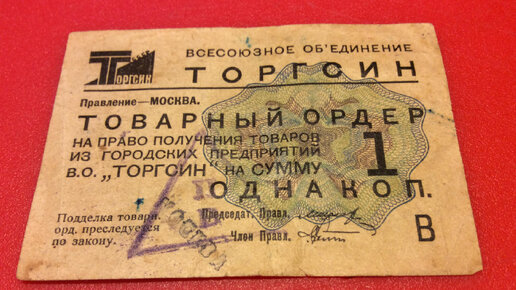 ТОРГСИН
ВСЕСОЮЗНОЕ ОБ'ЕДИНЕНИЕ
ТОРГСИН
Правление—МОСКВА.
ТОВАРНЫЙ ОРДЕР
НА ПРАВО ПОЛУЧЕНИЯ ТОВАРОВ
ИЗ ГОРОДСКИХ ПРЕДПРИЯТИЙ
В.О. „ТОРГСИН" НА СУММУ
1
ОДНА КОП.
Подделка товарн.
орд. преследуется
по закону.
Председат. Правл.
Член Правл.
В